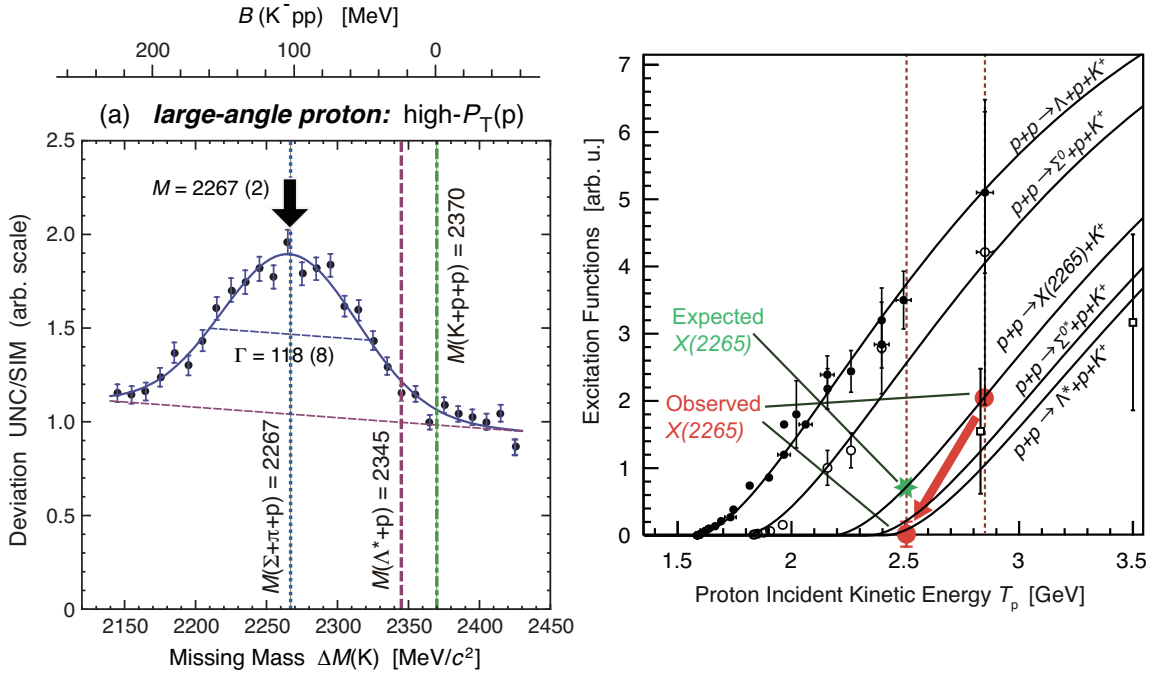 B (K⁻pp) [MeV]
200 100 0
(a) large-angle proton: high-P_T(p)
2.5
2.0
1.5
1.0
0.5
0
Deviation UNC/SIM (arb. scale)
M = 2267 (2)
Γ = 118 (8)
M(Σ+π+p) = 2267
M(Λ*+p) = 2345
M(K+p+p) = 2370
2150 2200 2250 2300 2350 2400 2450
Missing Mass ΔM(K) [MeV/c²]
7
6
5
4
3
2
1
0
Excitation Functions [arb. u.]
p+p→Λ+p+K⁺
p+p→Σ⁰+p+K⁺
p+p→X(2265)+K⁺
p+p→Σ⁰*+p+K⁺
p+p→Λ*+p+K⁺
Expected
X(2265)
Observed
X(2265)
1.5 2 2.5 3 3.5
Proton Incident Kinetic Energy T_p [GeV]